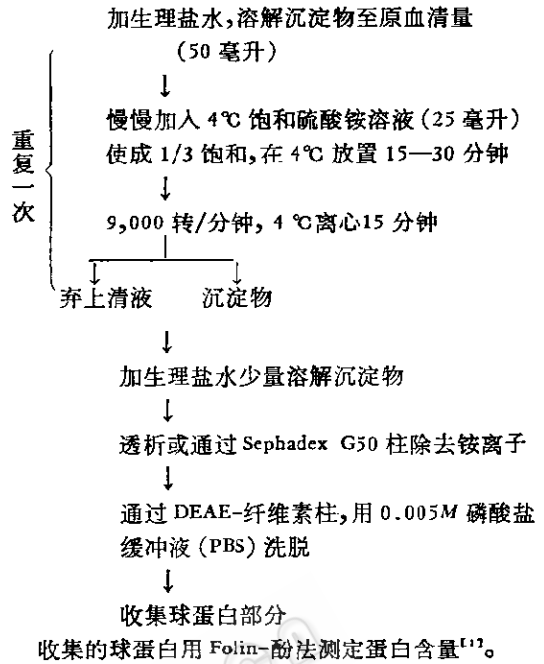 加生理盐水,溶解沉淀物至原血清量
(50 毫升)
↓
慢慢加入 4℃ 饱和硫酸铵溶液 (25 毫升)
使成 1/3 饱和,在 4℃ 放置 15—30 分钟
↓
9,000 转/分钟, 4 ℃离心15 分钟
重复一次
弃上清液 沉淀物
↓
加生理盐水少量溶解沉淀物
↓
透析或通过 Sephadex G50 柱除去铵离子
↓
通过 DEAE-纤维素柱,用 0.005M 磷酸盐
缓冲液 (PBS) 洗脱
↓
收集球蛋白部分
收集的球蛋白用 Folin-酚法测定蛋白含量[1]。